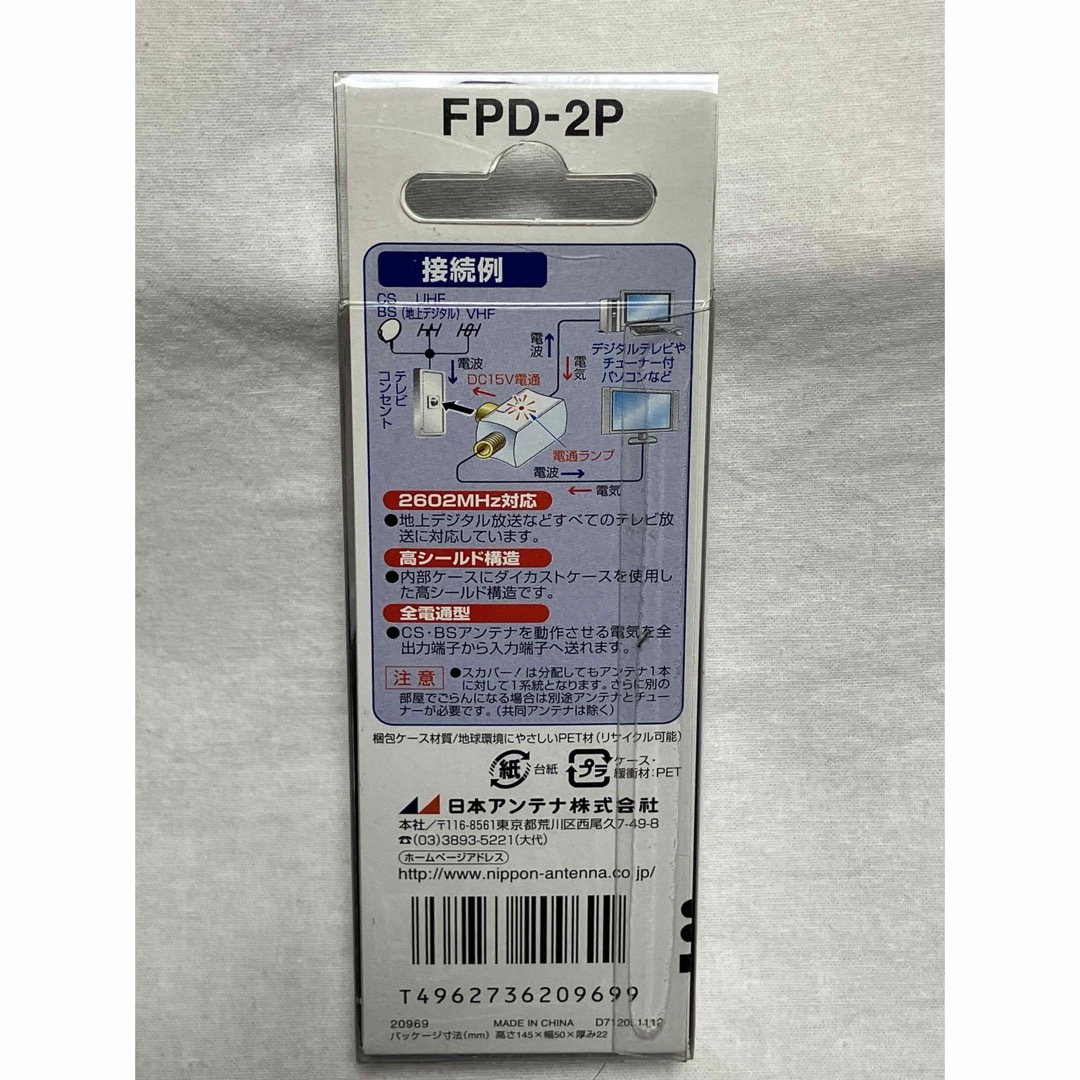 FPD-2P
接続例
CS UHF
BS (地上デジタル) VHF
電波
DC15V電通
テレビコンセント
電波
電気
デジタルテレビや
チューナー付
パソコンなど
電通ランプ
電波→
←電気
2602MHz対応
●地上デジタル放送などすべてのテレビ放
送に対応しています。
高シールド構造
●内部ケースにダイカストケースを使用し
た高シールド構造です。
全電通型
●CS・BSアンテナを動作させる電気を全
出力端子から入力端子へ送れます。
注意 ●スカパー!は分配してもアンテナ1本
に対して1系統となります。さらに別の
部屋でごらんになる場合は別途アンテナとチュー
ナーが必要です。(共同アンテナは除く)
梱包ケース材質/地球環境にやさしいPET材(リサイクル可能)
紙 台紙 プラ ケース・
緩衝材:PET
日本アンテナ株式会社
本社/〒116-8561東京都荒川区西尾久7-49-8
☎(03)3893-5221(大代)
ホームページアドレス
http://www.nippon-antenna.co.jp/
T4962736209699
20969 MADE IN CHINA
パッケージ寸法(mm) 高さ145×幅50×厚み22